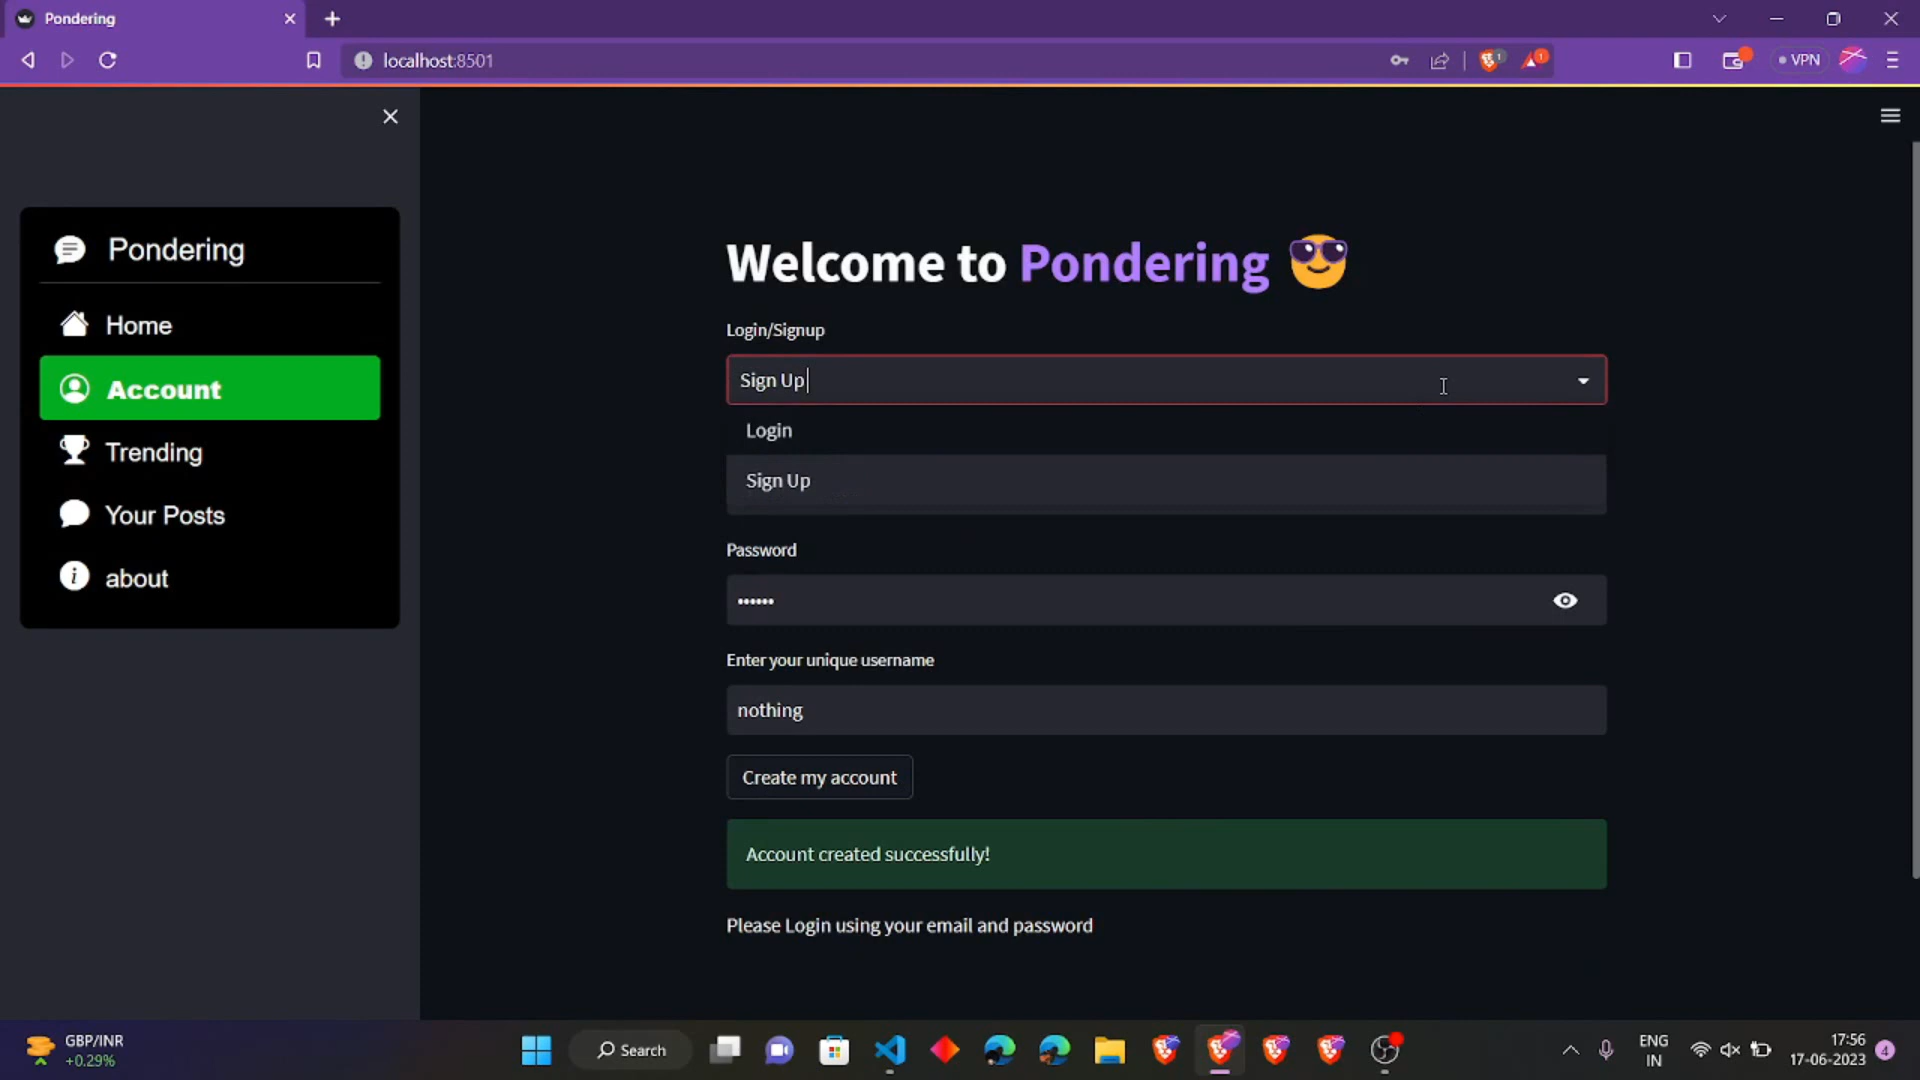 Pondering
localhost:8501
VPN
Pondering
Home
Account
Trending
Your Posts
about
Welcome to Pondering 😎
Login/Signup
Sign Up
Login
Sign Up
Password
••••••
Enter your unique username
nothing
Create my account
Account created successfully!
Please Login using your email and password
GBP/INR
+0.29%
Search
ENG
IN
17:56
17-06-2023
4